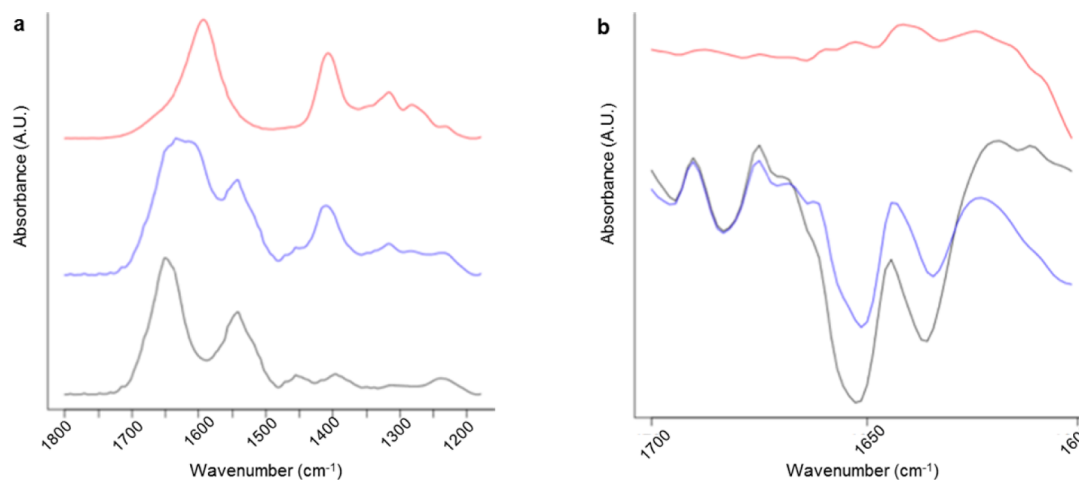 a
Absorbance (A.U.)
1800
1700
1600
1500
1400
1300
1200
Wavenumber (cm⁻¹)
b
Absorbance (A.U.)
1700
1650
Wavenumber (cm⁻¹)